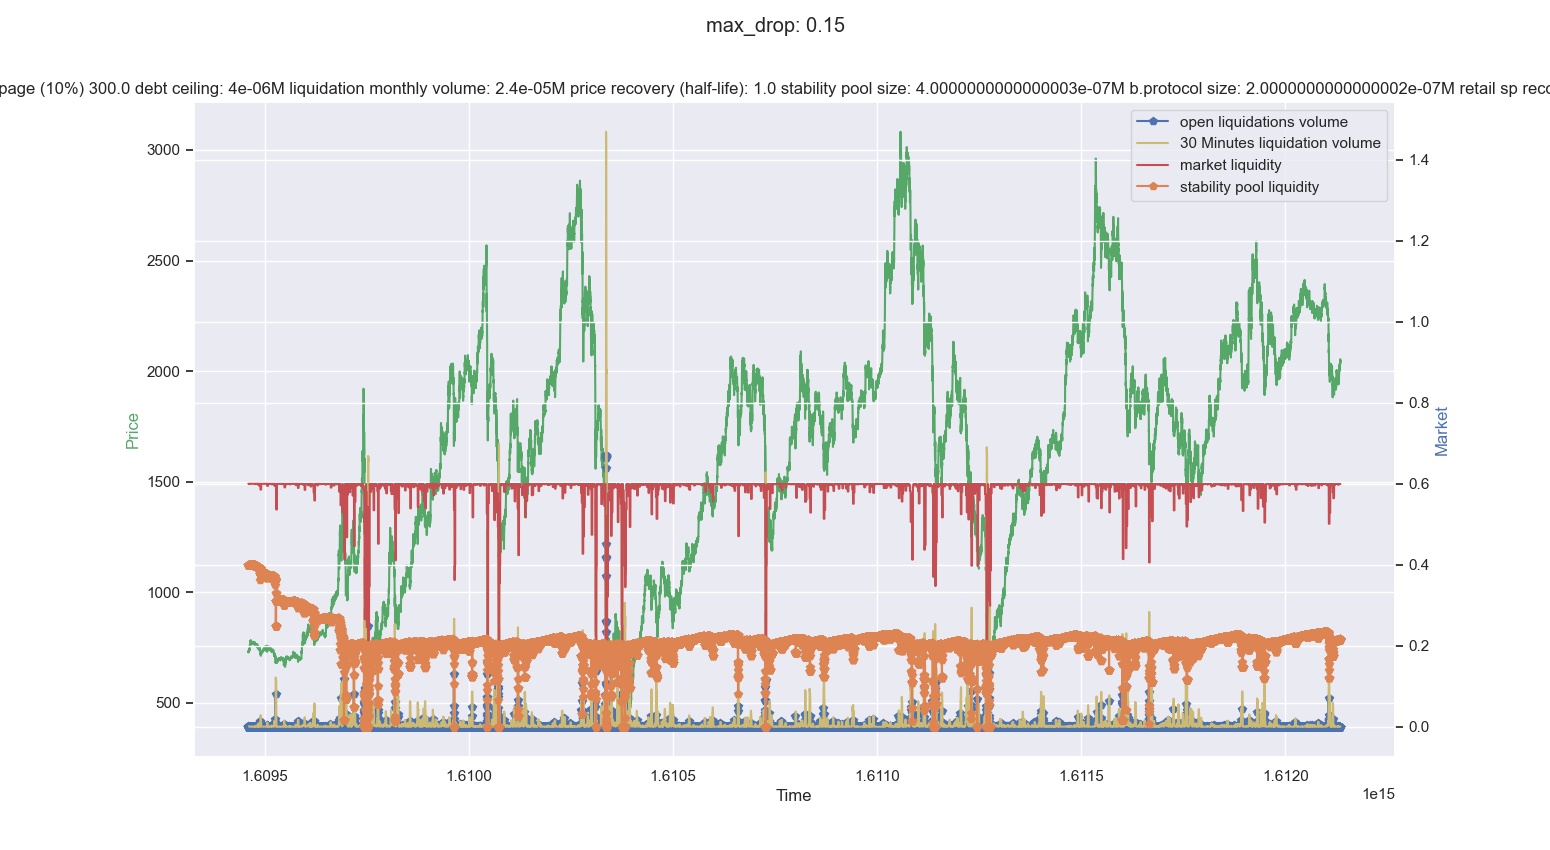 max_drop: 0.15
page (10%) 300.0 debt ceiling: 4e-06M liquidation monthly volume: 2.4e-05M price recovery (half-life): 1.0 stability pool size: 4.0000000000000003e-07M b.protocol size: 2.0000000000000002e-07M retail sp reco
open liquidations volume
30 Minutes liquidation volume
market liquidity
stability pool liquidity
3000
2500
2000
1500
1000
500
Price
1.4
1.2
1.0
0.8
0.6
0.4
0.2
0.0
Market
1.6095 1.6100 1.6105 1.6110 1.6115 1.6120
Time
1e15